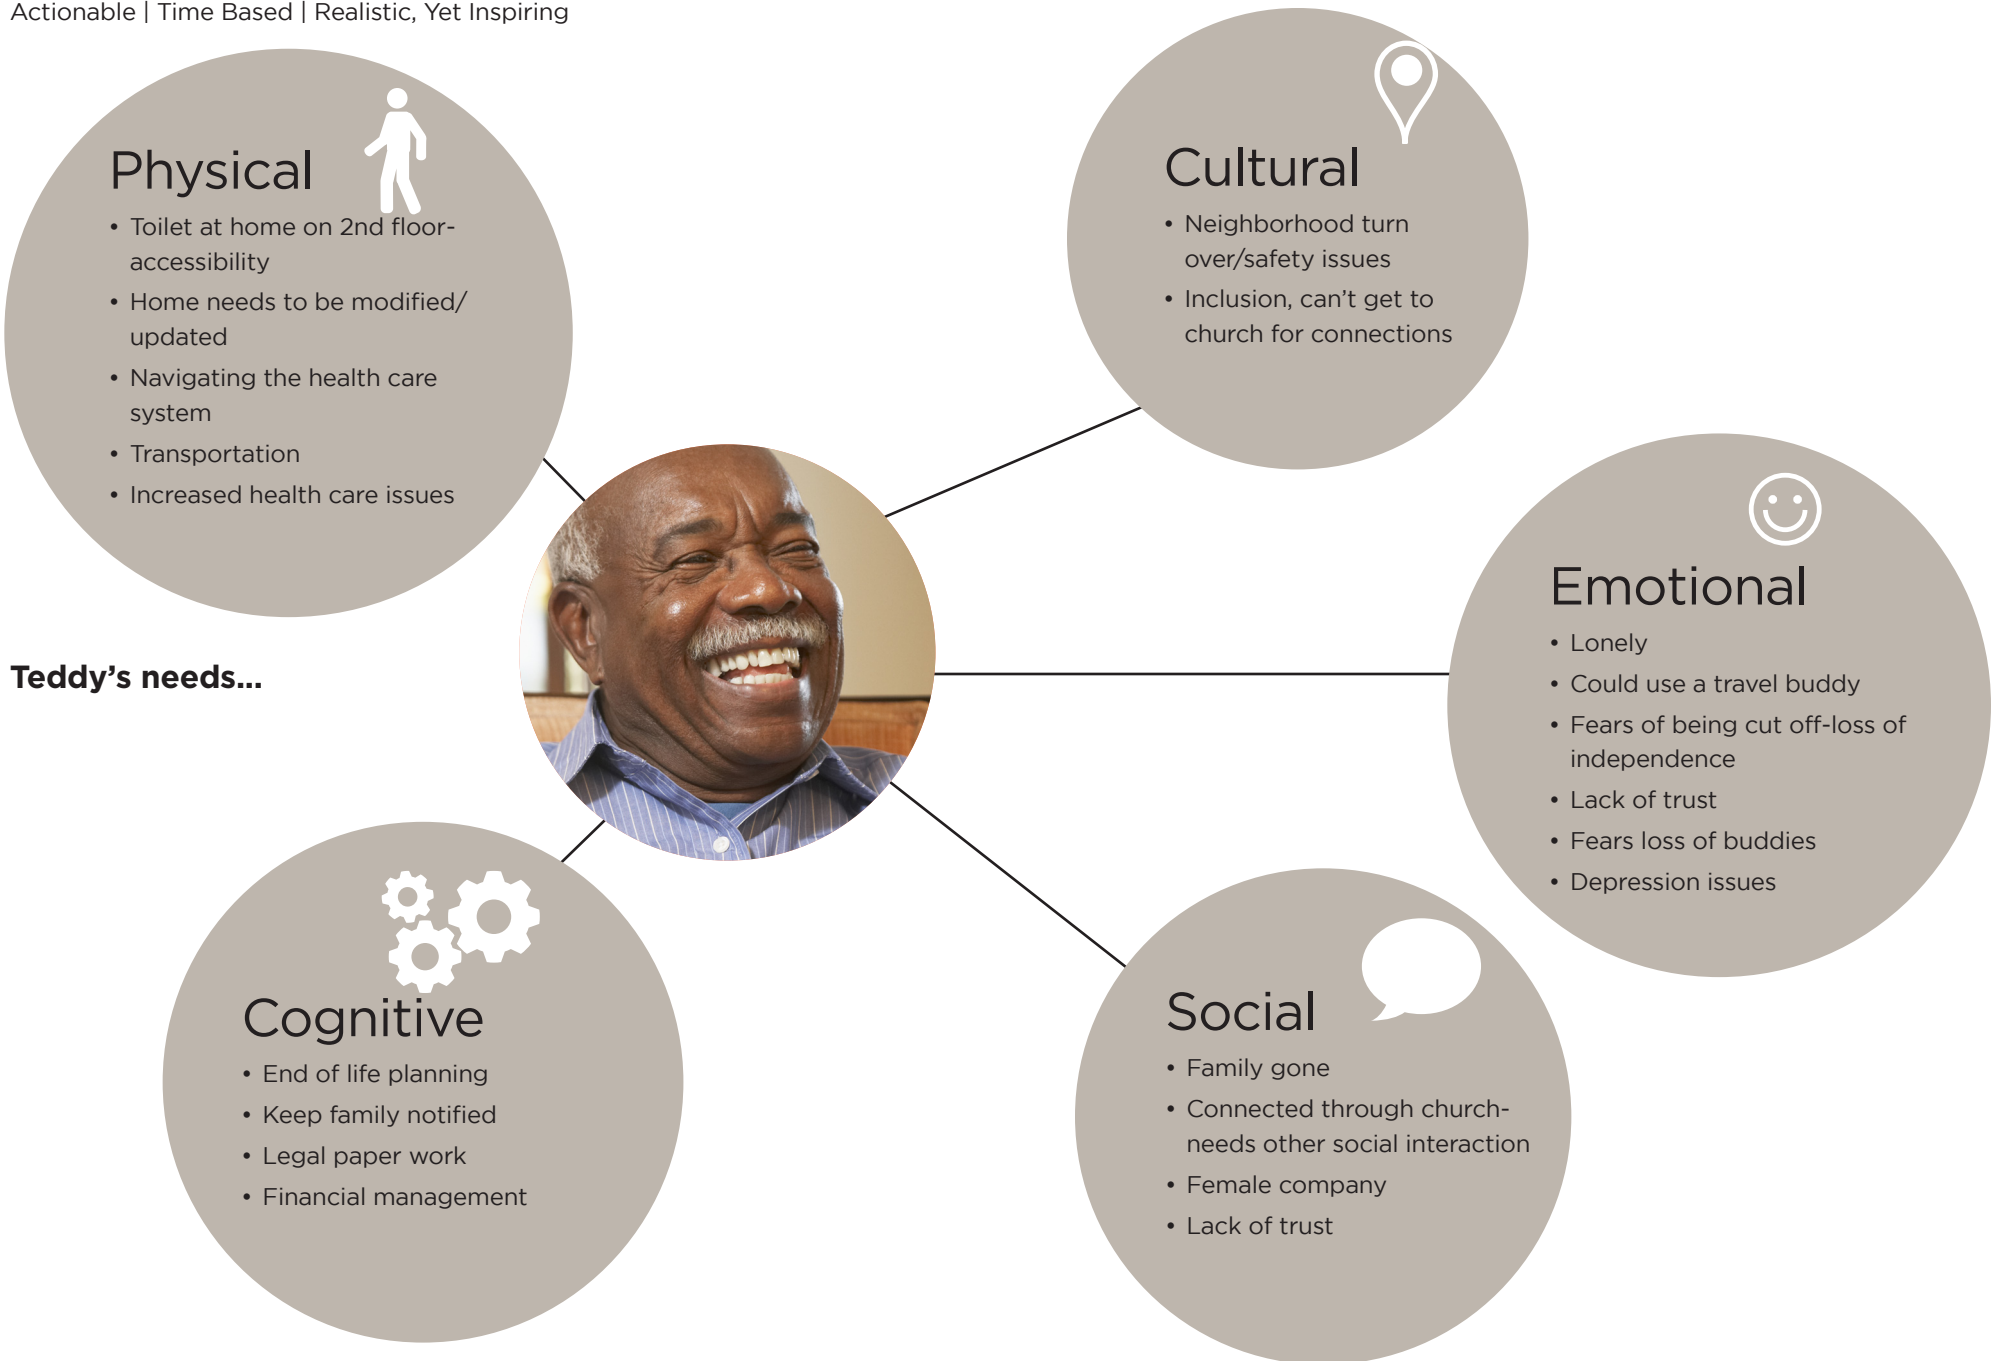 Actionable | Time Based | Realistic, Yet Inspiring
Physical
• Toilet at home on 2nd floor-
accessibility
• Home needs to be modified/
updated
• Navigating the health care
system
• Transportation
• Increased health care issues
Cultural
• Neighborhood turn
over/safety issues
• Inclusion, can’t get to
church for connections
Emotional
• Lonely
• Could use a travel buddy
• Fears of being cut off-loss of
independence
• Lack of trust
• Fears loss of buddies
• Depression issues
Teddy’s needs...
Cognitive
• End of life planning
• Keep family notified
• Legal paper work
• Financial management
Social
• Family gone
• Connected through church-
needs other social interaction
• Female company
• Lack of trust